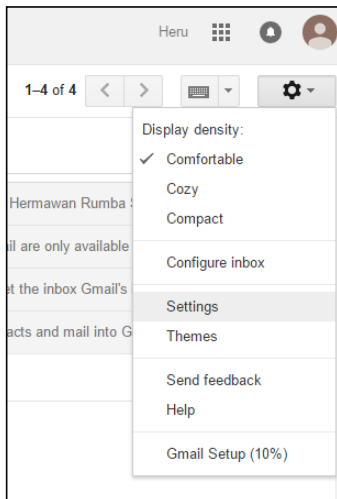 Heru
1–4 of 4
Display density:
✓ Comfortable
Cozy
Compact
Hermawan Rumba
ail are only available
Configure inbox
et the inbox Gmail's
Settings
acts and mail into G
Themes
Send feedback
Help
Gmail Setup (10%)